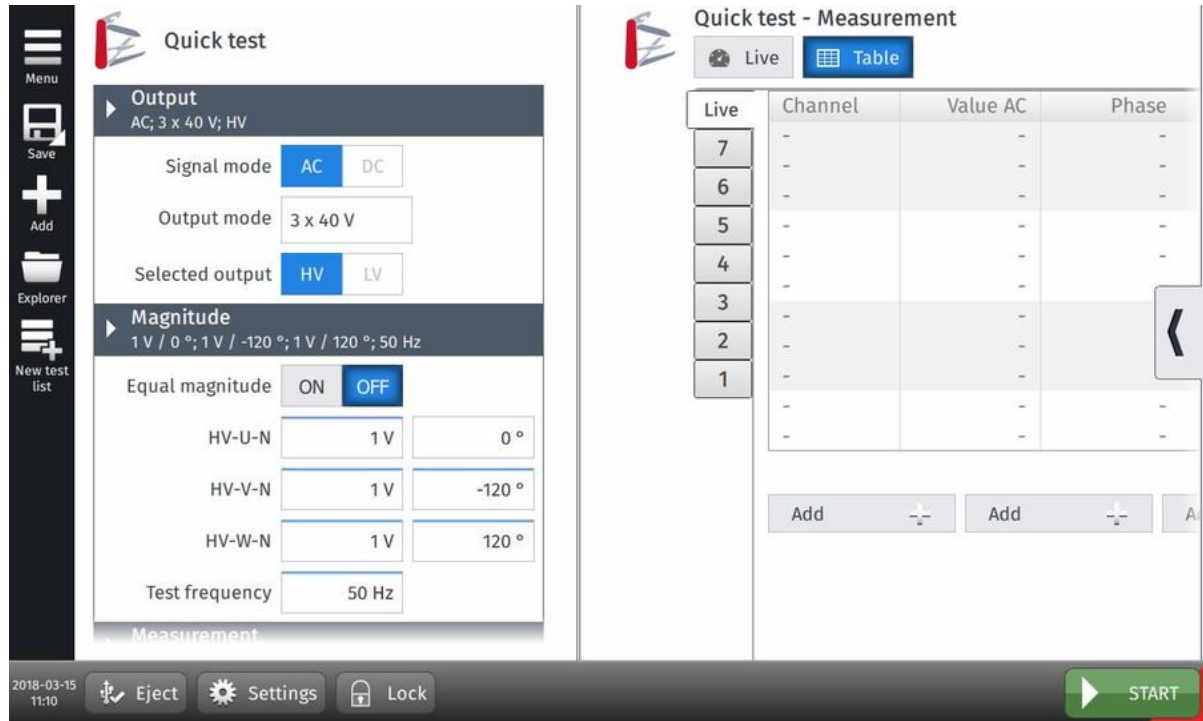 Menu
Save
Add
Explorer
New test
list
Quick test
Output
AC; 3 x 40 V; HV
Signal mode AC DC
Output mode 3 x 40 V
Selected output HV LV
Magnitude
1 V / 0 °; 1 V / -120 °; 1 V / 120 °; 50 Hz
Equal magnitude ON OFF
HV-U-N 1 V 0 °
HV-V-N 1 V -120 °
HV-W-N 1 V 120 °
Test frequency 50 Hz
Measurement
Quick test - Measurement
Live Table
Live
7
6
5
4
3
2
1
Channel Value AC Phase
- - -
- - -
- - -
- - -
- - -
- -
- - -
- - -
- -
- - -
- - -
Add Add
2018-03-15
11:10
Eject Settings Lock START